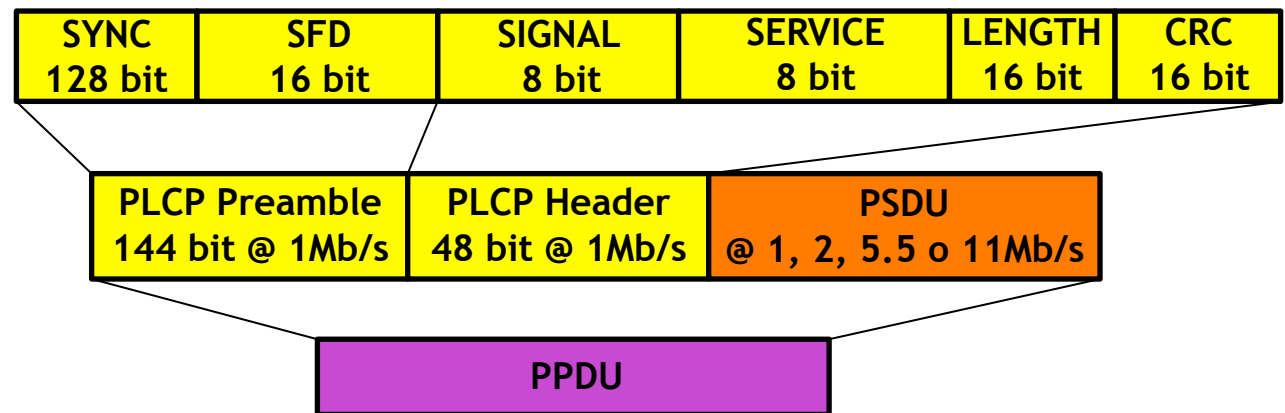 SYNC
128 bit
SFD
16 bit
SIGNAL
8 bit
SERVICE
8 bit
LENGTH
16 bit
CRC
16 bit
PLCP Preamble
144 bit @ 1Mb/s
PLCP Header
48 bit @ 1Mb/s
PSDU
@ 1, 2, 5.5 o 11Mb/s
PPDU